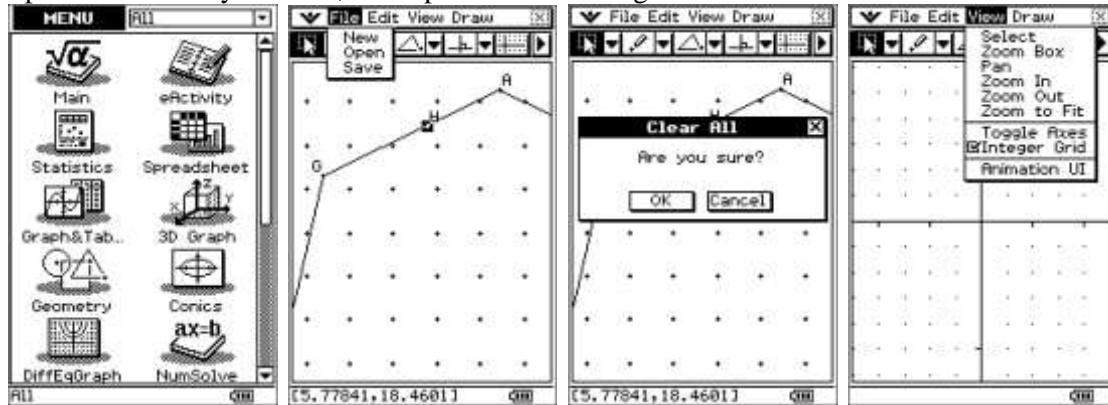 MENU All
Main eActivity
Statistics Spreadsheet
Graph&Tab... 3D Graph
Geometry Conics
ax=b
DiffEqGraph NumSolve
All
File Edit View Draw
New
Open
Save
A
H
G
[5.77841,18.4601]
File Edit View Draw
A
Clear All
Are you sure?
OK Cancel
[5.77841,18.4601]
File Edit View Draw
Select
Zoom Box
Pan
Zoom In
Zoom Out
Zoom to Fit
Toggle Axes
Integer Grid
Animation UI